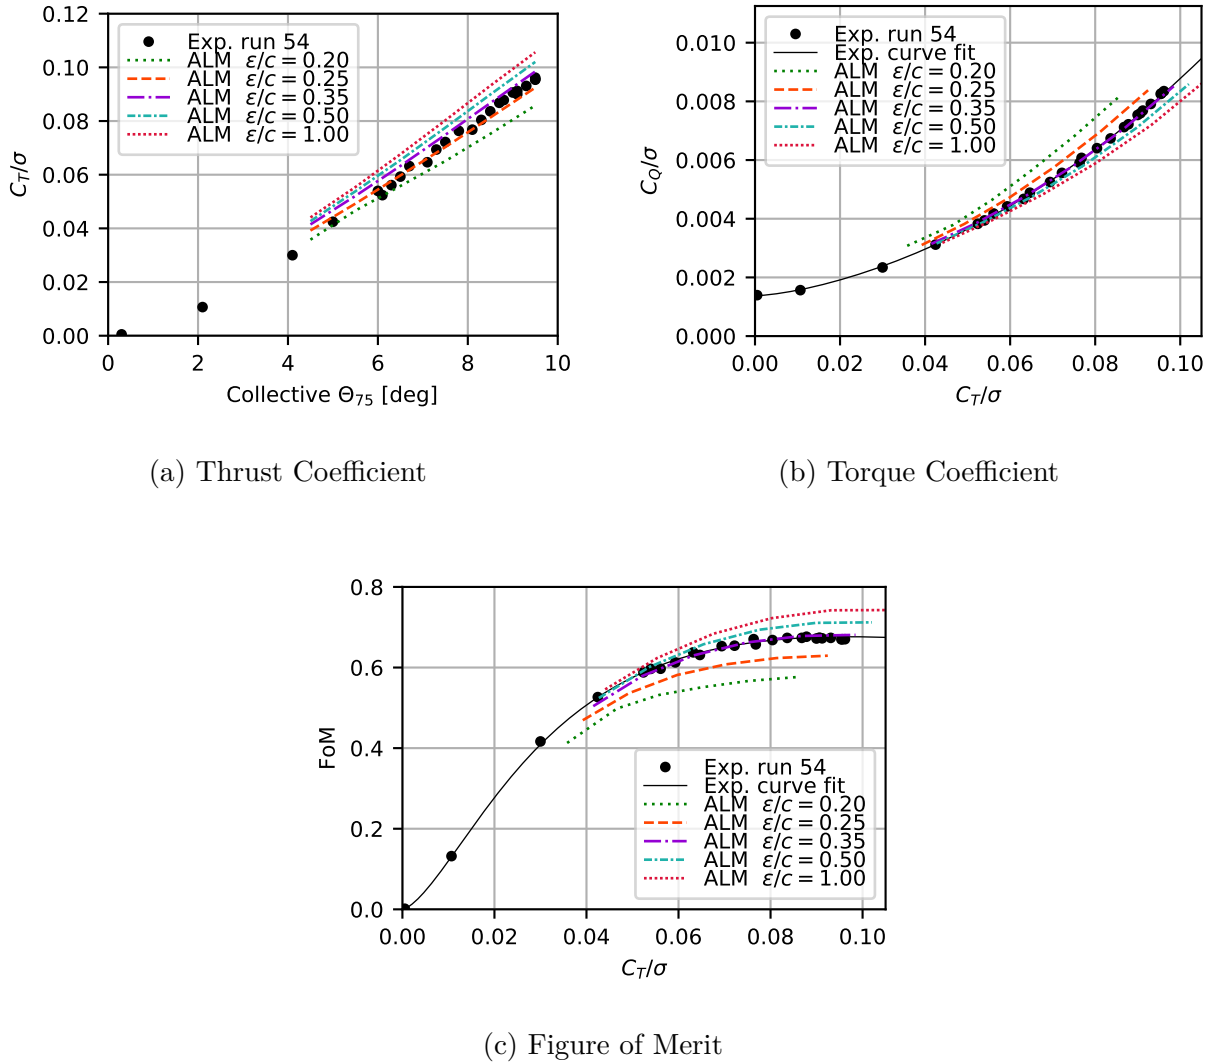 0.12
0.10
0.08
0.06
0.04
0.02
0.00
C_T/σ
Exp. run 54
ALM ε/c = 0.20
ALM ε/c = 0.25
ALM ε/c = 0.35
ALM ε/c = 0.50
ALM ε/c = 1.00
0 2 4 6 8 10
Collective Θ₇₅ [deg]
(a) Thrust Coefficient
0.010
0.008
0.006
0.004
0.002
0.000
C_Q/σ
Exp. run 54
Exp. curve fit
ALM ε/c = 0.20
ALM ε/c = 0.25
ALM ε/c = 0.35
ALM ε/c = 0.50
ALM ε/c = 1.00
0.00 0.02 0.04 0.06 0.08 0.10
C_T/σ
(b) Torque Coefficient
0.8
0.6
0.4
0.2
0.0
FoM
Exp. run 54
Exp. curve fit
ALM ε/c = 0.20
ALM ε/c = 0.25
ALM ε/c = 0.35
ALM ε/c = 0.50
ALM ε/c = 1.00
0.00 0.02 0.04 0.06 0.08 0.10
C_T/σ
(c) Figure of Merit